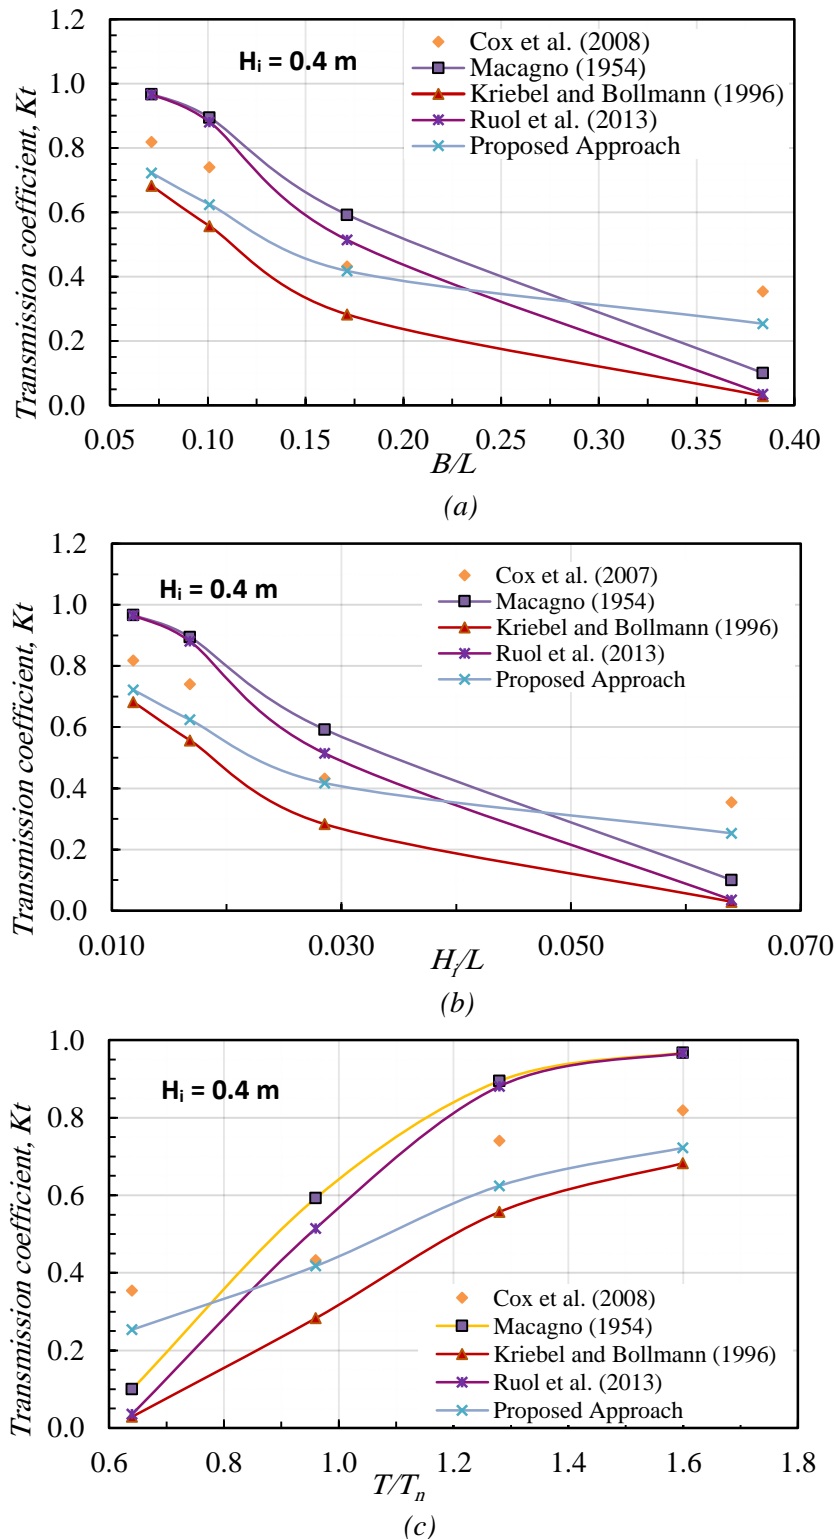 1.2
1.0
0.8
0.6
0.4
0.2
0.0
Transmission coefficient, Kt
Hᵢ = 0.4 m
Cox et al. (2008)
Macagno (1954)
Kriebel and Bollmann (1996)
Ruol et al. (2013)
Proposed Approach
0.05 0.10 0.15 0.20 0.25 0.30 0.35 0.40
B/L
(a)
1.2
1.0
0.8
0.6
0.4
0.2
0.0
Transmission coefficient, Kt
Hᵢ = 0.4 m
Cox et al. (2007)
Macagno (1954)
Kriebel and Bollmann (1996)
Ruol et al. (2013)
Proposed Approach
0.010 0.030 0.050 0.070
Hᵢ/L
(b)
1.0
0.8
0.6
0.4
0.2
0.0
Transmission coefficient, Kt
Hᵢ = 0.4 m
Cox et al. (2008)
Macagno (1954)
Kriebel and Bollmann (1996)
Ruol et al. (2013)
Proposed Approach
0.6 0.8 1.0 1.2 1.4 1.6 1.8
T/Tₙ
(c)